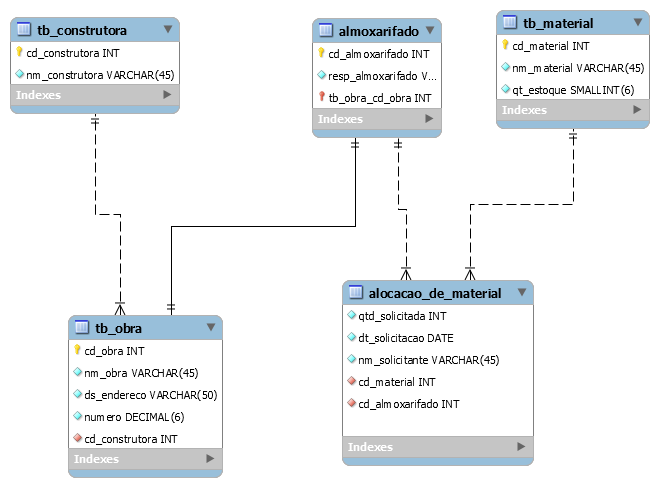 tb_construtora
cd_construtora INT
nm_construtora VARCHAR(45)
Indexes
almoxarifado
cd_almoxarifado INT
resp_almoxarifado V...
tb_obra_cd_obra INT
Indexes
tb_material
cd_material INT
nm_material VARCHAR(45)
qt_estoque SMALLINT(6)
Indexes
tb_obra
cd_obra INT
nm_obra VARCHAR(45)
ds_endereco VARCHAR(50)
numero DECIMAL(6)
cd_construtora INT
Indexes
alocacao_de_material
qtd_solicitada INT
dt_solicitacao DATE
nm_solicitante VARCHAR(45)
cd_material INT
cd_almoxarifado INT
Indexes